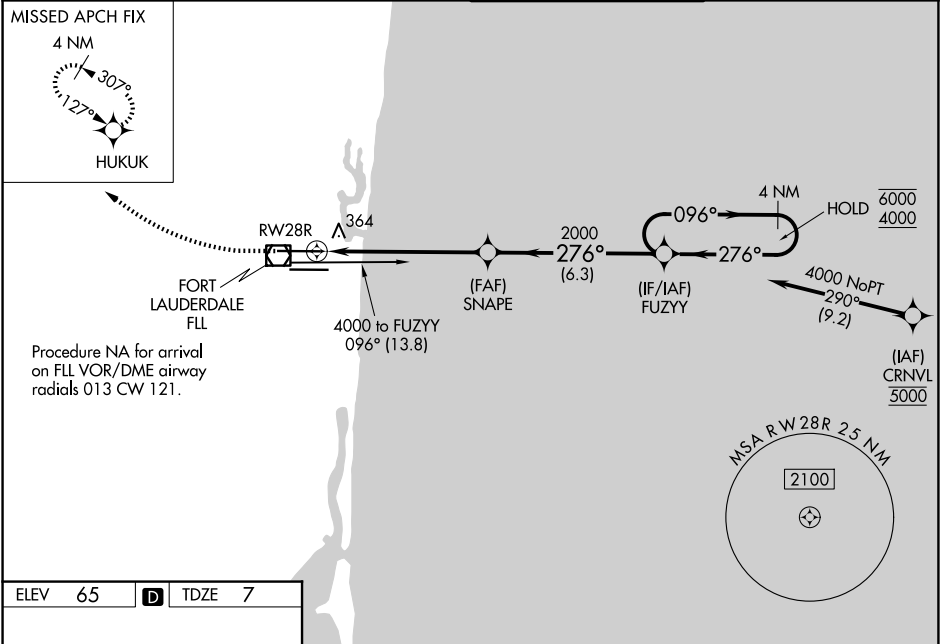 MISSED APCH FIX
4 NM
307°
127°
HUKUK
RW28R
364
FORT
LAUDERDALE
FLL
Procedure NA for arrival
on FLL VOR/DME airway
radials 013 CW 121.
4000 to FUZYY
096° (13.8)
(FAF)
SNAPE
2000
276°
(6.3)
(IF/IAF)
FUZYY
4 NM
096°
276°
HOLD
6000
4000
4000 NoPT
290°
(9.2)
(IAF)
CRNVL
5000
MSA RW28R 25 NM
2100
ELEV 65 D TDZE 7